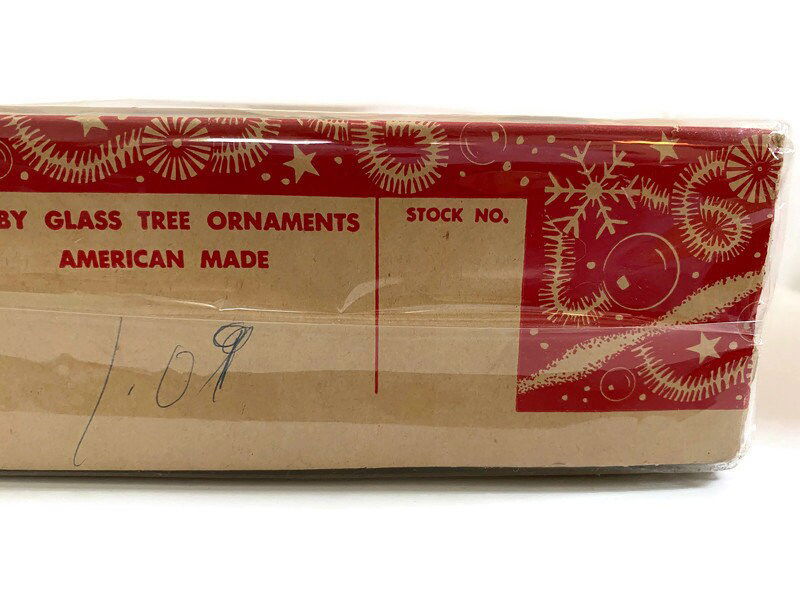 BY GLASS TREE ORNAMENTS
AMERICAN MADE
STOCK NO.
1.09